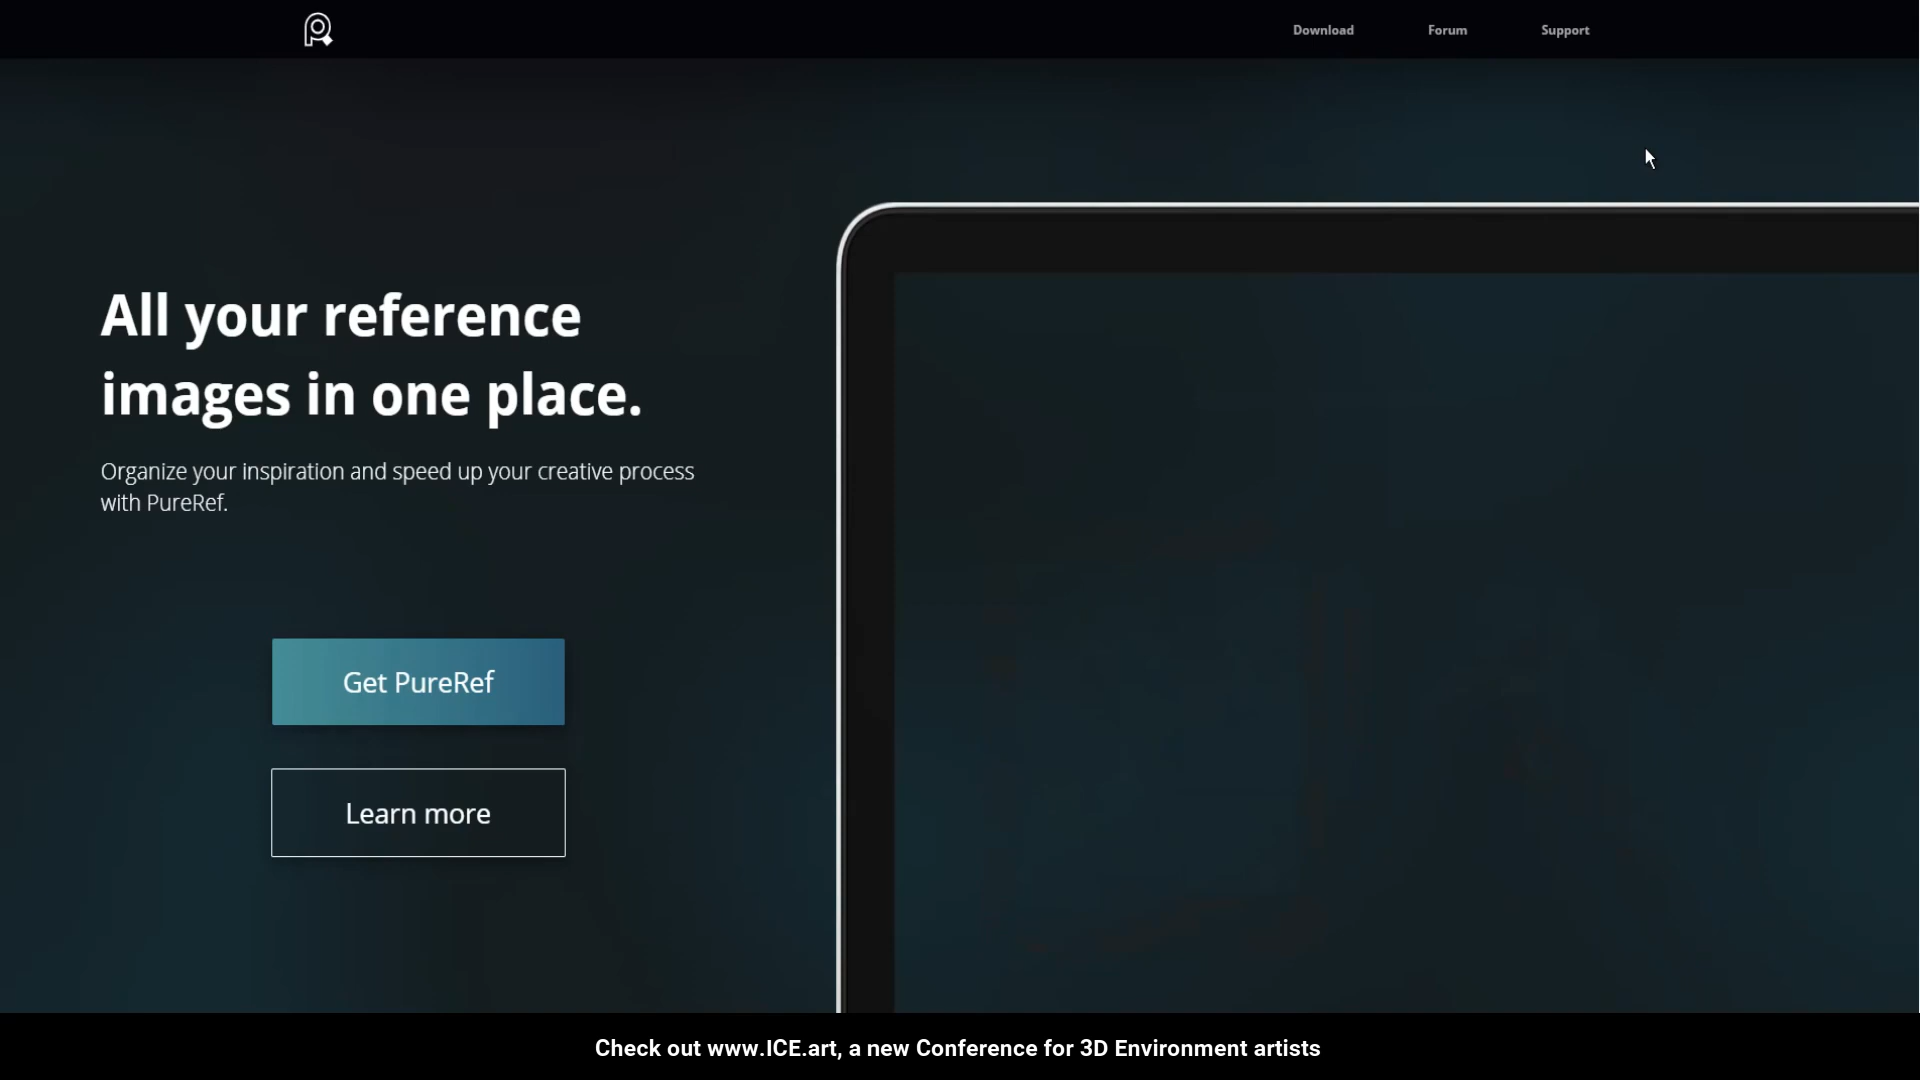 Download Forum Support
All your reference
images in one place.
Organize your inspiration and speed up your creative process
with PureRef.
Get PureRef
Learn more
Check out www.ICE.art, a new Conference for 3D Environment artists